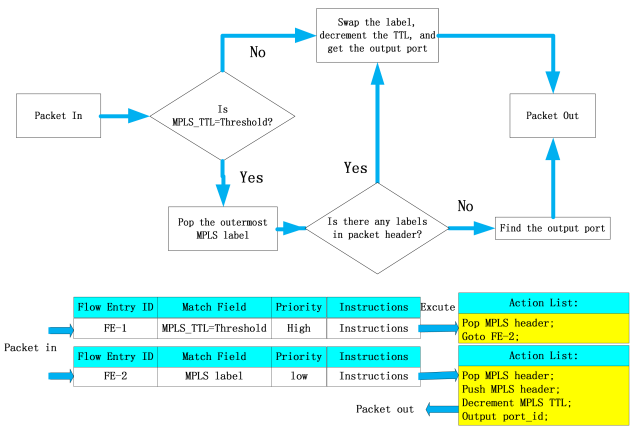 Swap the label,
decrement the TTL, and
get the output port
No
Packet In
Is
MPLS_TTL=Threshold?
Packet Out
Yes
Yes
Pop the outermost
MPLS label
Is there any labels
in packet header?
No
Find the output port
Flow Entry ID Match Field Priority Instructions Excute Action List:
FE-1 MPLS_TTL=Threshold High Instructions
Pop MPLS header;
Goto FE-2;
Packet in
Flow Entry ID Match Field Priority Instructions Action List:
FE-2 MPLS label low Instructions
Pop MPLS header;
Push MPLS header;
Decrement MPLS TTL;
Output port_id;
Packet out